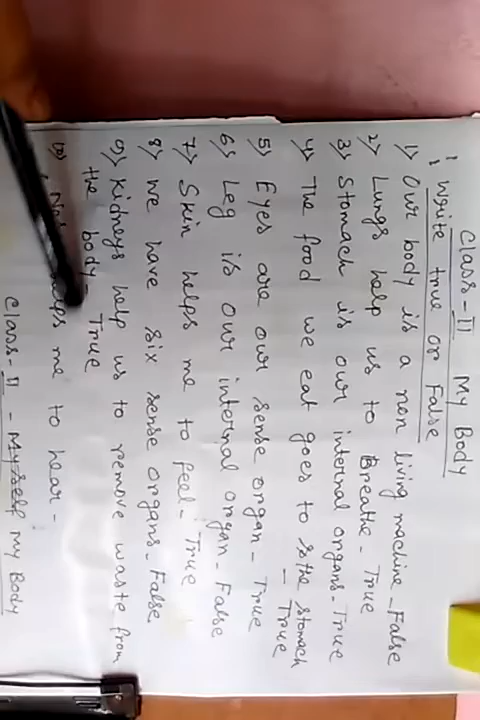 Class-II My Body
I Write true or False
1) Our body is a non living machine - False
2) Lungs help us to Breathe - True
3) Stomach is our internal organs - True
4) The food we eat goes to sthe stomach
- True
5) Eyes are our sense organ - True
6) Leg is our internal organ - False
7) Skin helps me to feel - True
8) We have six sense organs - False
9) Kidneys help us to remove waste from
the body - True
10) helps me to hear -
Class-II - Myself My Body